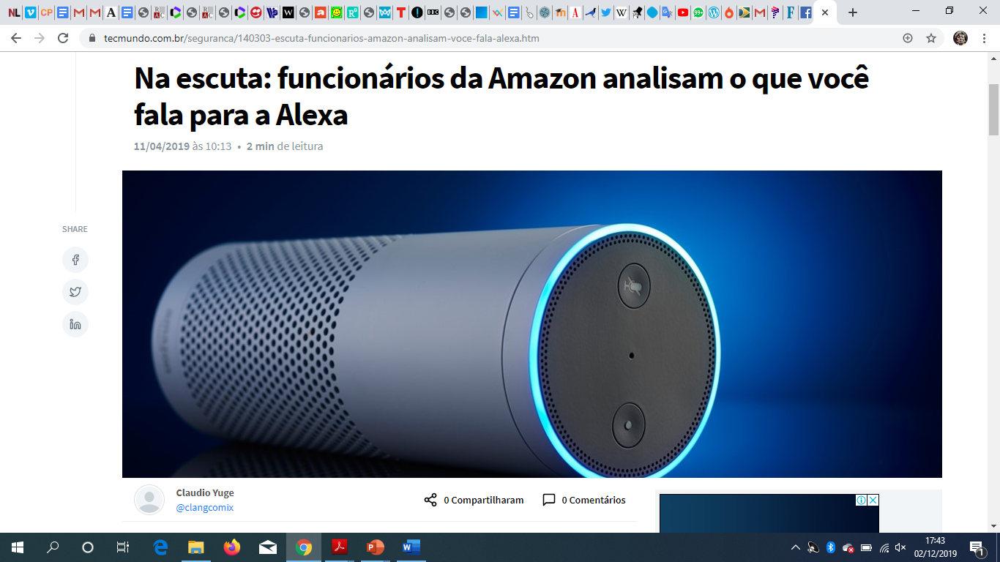 tecmundo.com.br/seguranca/140303-escuta-funcionarios-amazon-analisam-voce-fala-alexa.htm
Na escuta: funcionários da Amazon analisam o que você
fala para a Alexa
11/04/2019 às 10:13 • 2 min de leitura
SHARE
Claudio Yuge
@clangcomix
0 Compartilharam
0 Comentários
17:43
02/12/2019
1